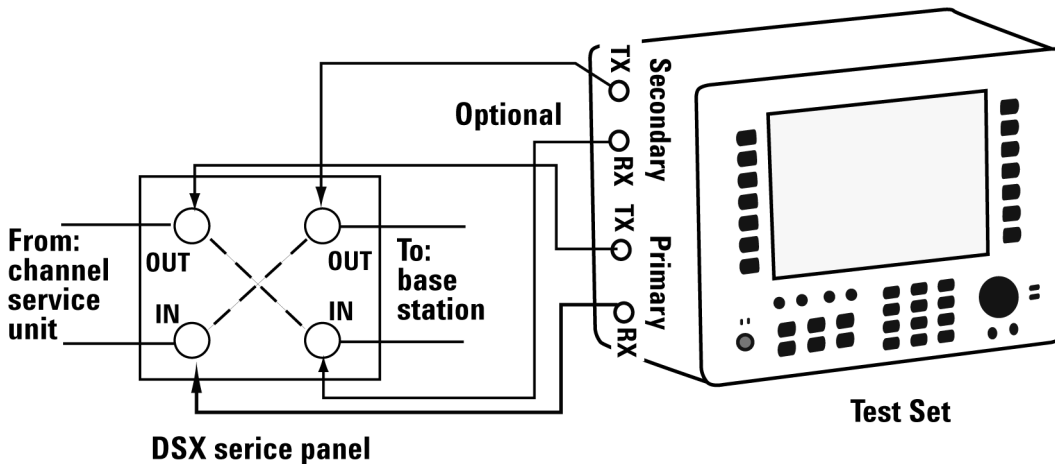 TX
Secondary
Optional
RX
TX
Primary
RX
From:
channel
service
unit
OUT
OUT
IN
IN
To:
base
station
Test Set
DSX serice panel